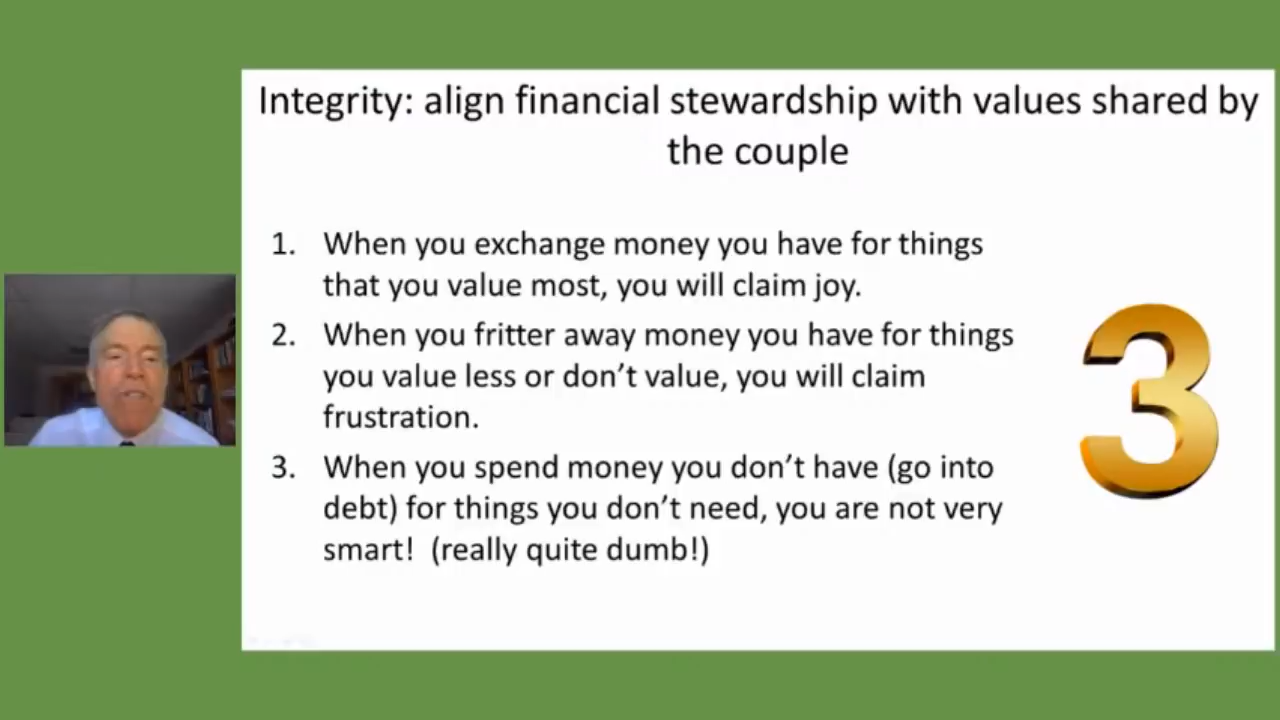 Integrity: align financial stewardship with values shared by
the couple
1. When you exchange money you have for things
that you value most, you will claim joy.
2. When you fritter away money you have for things
you value less or don’t value, you will claim
frustration.
3. When you spend money you don’t have (go into
debt) for things you don’t need, you are not very
smart!  (really quite dumb!)
3